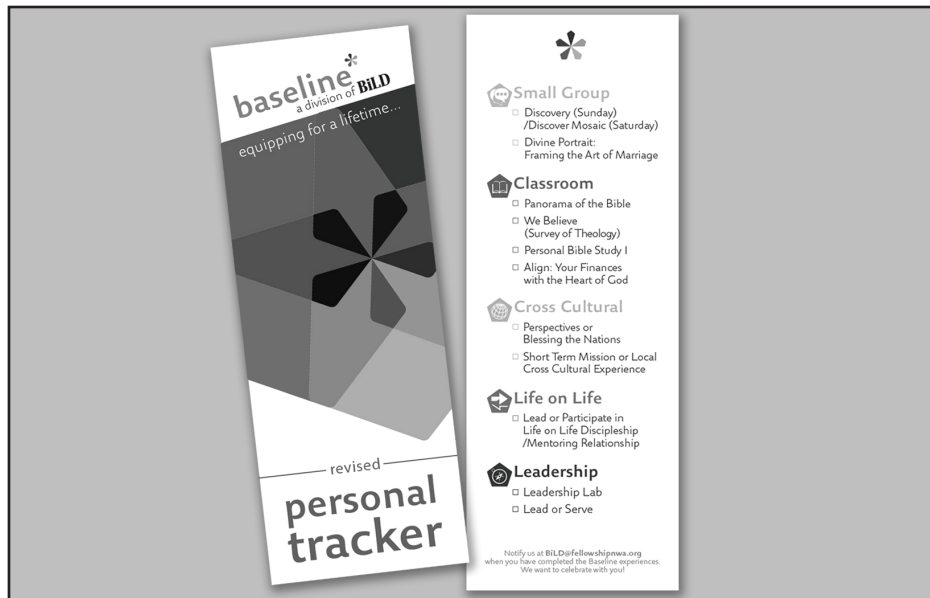 baseline*
a division of BiLD
equipping for a lifetime...
revised
personal
tracker
Small Group
Discovery (Sunday)
/Discover Mosaic (Saturday)
Divine Portrait:
Framing the Art of Marriage
Classroom
Panorama of the Bible
We Believe
(Survey of Theology)
Personal Bible Study I
Align: Your Finances
with the Heart of God
Cross Cultural
Perspectives or
Blessing the Nations
Short Term Mission or Local
Cross Cultural Experience
Life on Life
Lead or Participate in
Life on Life Discipleship
/Mentoring Relationship
Leadership
Leadership Lab
Lead or Serve
Notify us at BiLD@fellowshipnwa.org
when you have completed the Baseline experiences.
We want to celebrate with you!